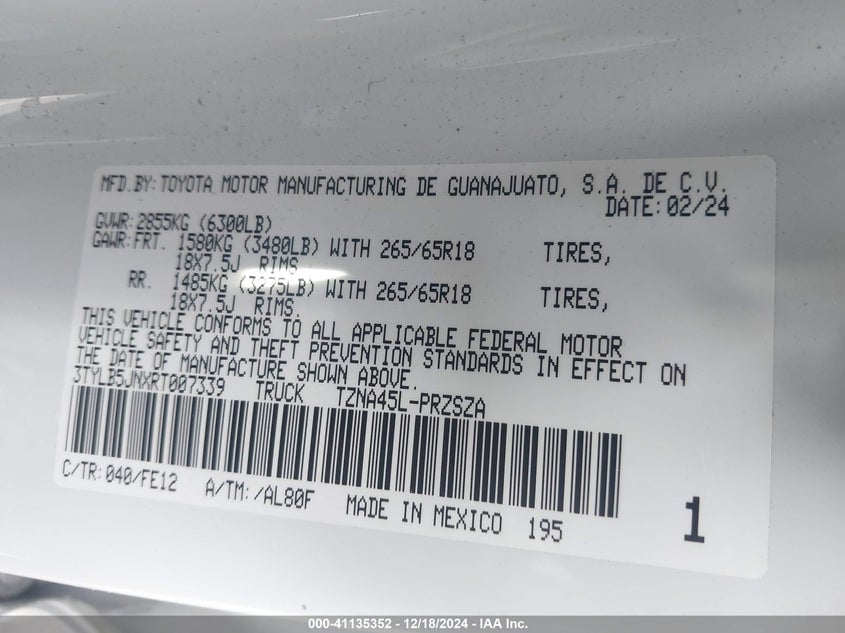 MFD.BY:TOYOTA MOTOR MANUFACTURING DE GUANAJUATO, S.A. DE C.V.
DATE:02/24
GVWR:2855KG (6300LB)
GAWR:FRT. 1580KG (3480LB) WITH 265/65R18 TIRES,
18X7.5J RIMS.
RR. 1485KG (3275LB) WITH 265/65R18 TIRES,
18X7.5J RIMS.
THIS VEHICLE CONFORMS TO ALL APPLICABLE FEDERAL MOTOR
VEHICLE SAFETY AND THEFT PREVENTION STANDARDS IN EFFECT ON
THE DATE OF MANUFACTURE SHOWN ABOVE.
3TYLB5JNXRT007339 TRUCK TZNA45L-PRZSZA
C/TR:040/FE12 A/TM:/AL80F MADE IN MEXICO 195 1
000-41135352 - 12/18/2024 - IAA Inc.